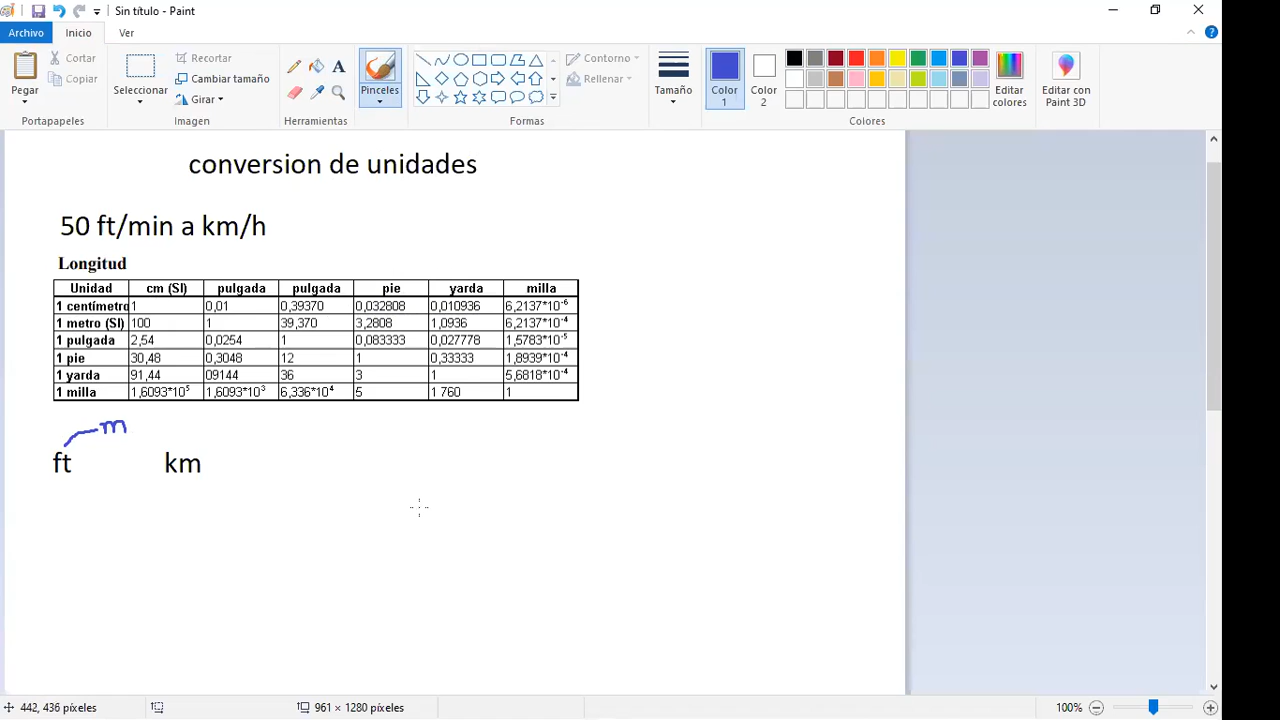 Sin título - Paint
Archivo Inicio Ver
Pegar
Cortar
Copiar
Portapapeles
Seleccionar
Recortar
Cambiar tamaño
Girar
Imagen
A
Herramientas
Pinceles
Contorno
Rellenar
Formas
Tamaño
Color 1
Color 2
Editar colores
Editar con Paint 3D
Colores
conversion de unidades
50 ft/min a km/h
Longitud
Unidad cm (SI) pulgada pulgada pie yarda milla
1 centímetro 1 0,01 0,39370 0,032808 0,010936 6,2137*10⁻⁶
1 metro (SI) 100 1 39,370 3,2808 1,0936 6,2137*10⁻⁴
1 pulgada 2,54 0,0254 1 0,083333 0,027778 1,5783*10⁻⁵
1 pie 30,48 0,3048 12 1 0,33333 1,8939*10⁻⁴
1 yarda 91,44 09144 36 3 1 5,6818*10⁻⁴
1 milla 1,6093*10⁵ 1,6093*10³ 6,336*10⁴ 5 1 760 1
m
ft km
442, 436 píxeles 961 × 1280 píxeles 100%